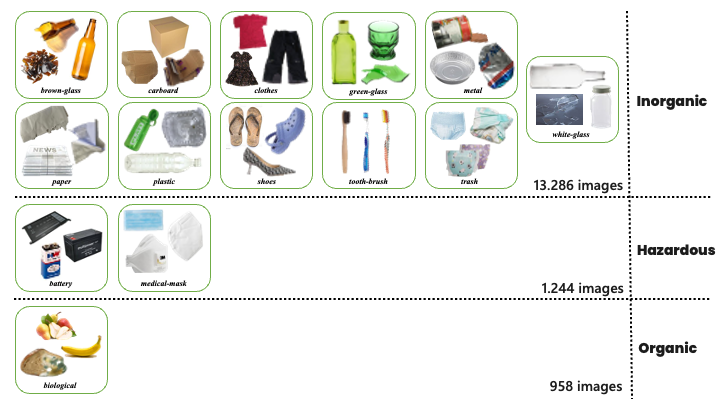 brown-glass
carboard
clothes
green-glass
metal
white-glass
Inorganic
NEWS
paper
plastic
shoes
tooth-brush
trash
13.286 images
battery
medical-mask
Hazardous
1.244 images
biological
Organic
958 images